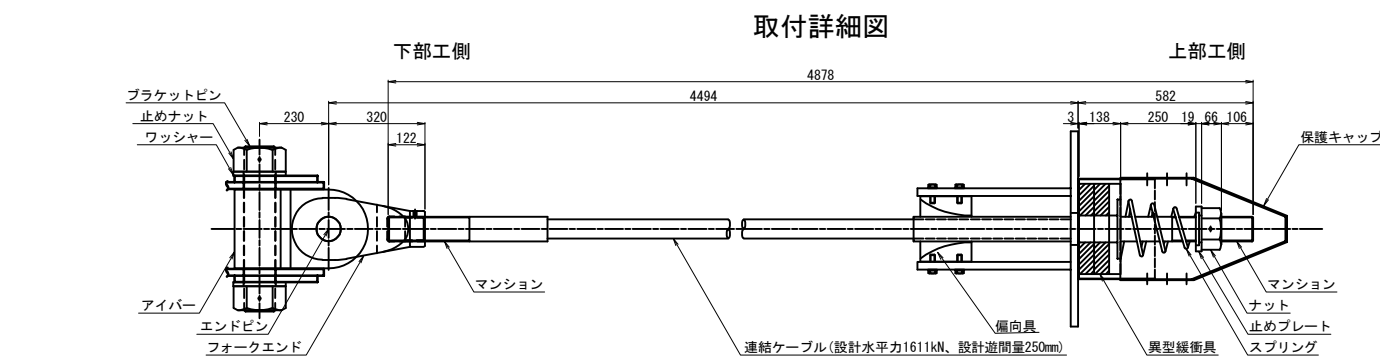 取付詳細図
下部工側
上部工側
4878
4494
582
230
320
122
3
138
250
19
66
106
ブラケットピン
止めナット
ワッシャー
保護キャップ
アイバー
エンドピン
フォークエンド
マンション
連結ケーブル(設計水平力1611kN、設計遊間量250mm)
偏向具
異型緩衝具
マンション
ナット
止めプレート
スプリング